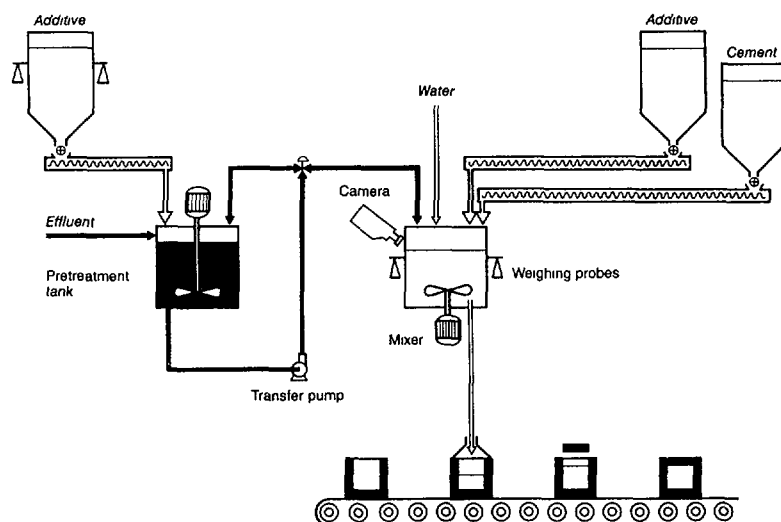 Additive
Additive
Cement
Water
Camera
Effluent
Pretreatment
tank
Weighing probes
Mixer
Transfer pump